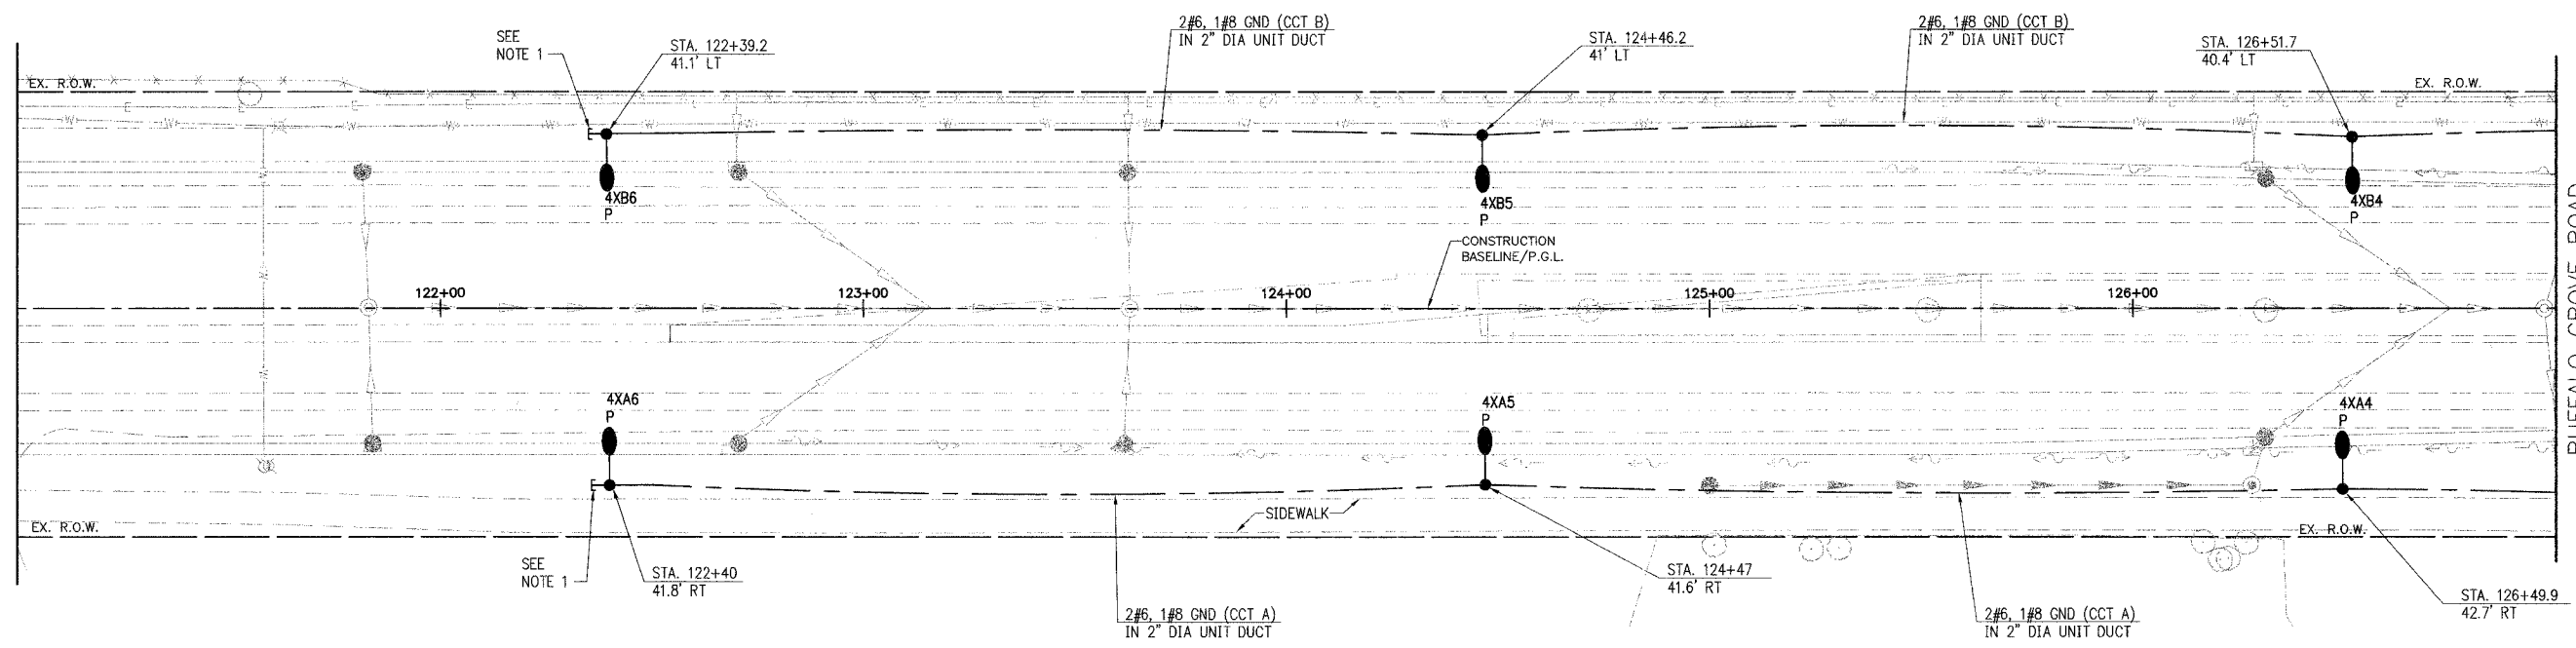 2#6, 1#8 GND (CCT B)
IN 2" DIA UNIT DUCT
2#6, 1#8 GND (CCT B)
IN 2" DIA UNIT DUCT
SEE
NOTE 1
STA. 122+39.2
41.1' LT
STA. 124+46.2
41' LT
STA. 126+51.7
40.4' LT
EX. R.O.W.
EX. R.O.W.
4XB6
P
4XB5
P
4XB4
P
CONSTRUCTION
BASELINE/P.G.L.
122+00
123+00
124+00
125+00
126+00
BUFFALO GROVE ROAD
4XA6
P
4XA5
P
4XA4
P
SIDEWALK
EX. R.O.W.
EX. R.O.W.
SEE
NOTE 1
STA. 122+40
41.8' RT
STA. 124+47
41.6' RT
STA. 126+49.9
42.7' RT
2#6, 1#8 GND (CCT A)
IN 2" DIA UNIT DUCT
2#6, 1#8 GND (CCT A)
IN 2" DIA UNIT DUCT